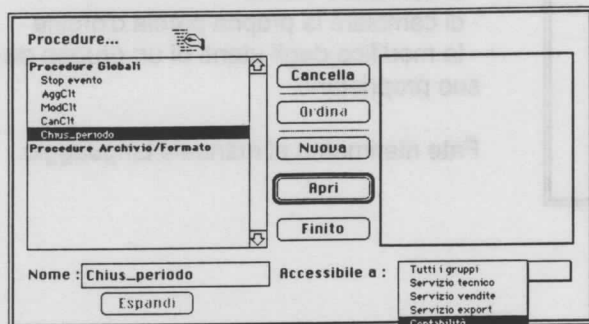 Procedure...
Procedure Globali
Stop evento
AggClt
ModClt
CanClt
Chius_periodo
Procedure Archivio/Formato
Cancella
Ordina
Nuova
Apri
Finito
Nome : Chius_periodo
Espandi
Accessibile a :
Tutti i gruppi
Servizio tecnico
Servizio vendite
Servizio export
Contabilità